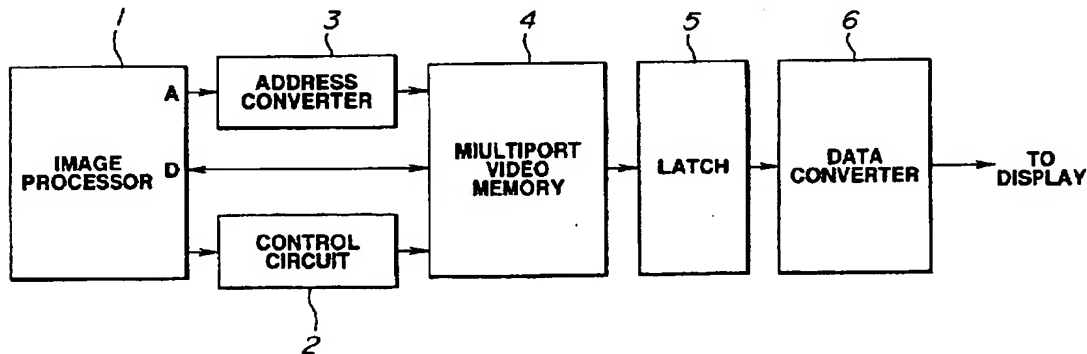 1
3
4
5
6
A
ADDRESS
CONVERTER
IMAGE
PROCESSOR
D
MIULTIPORT
VIDEO
MEMORY
LATCH
DATA
CONVERTER
TO
DISPLAY
CONTROL
CIRCUIT
2